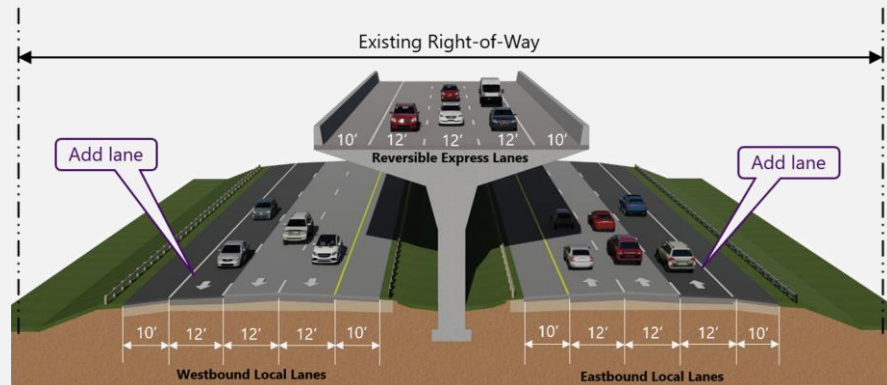 Existing Right-of-Way
10' 12' 12' 12' 10'
Reversible Express Lanes
Add lane
Add lane
10' 12' 12' 12' 10'
10' 12' 12' 12' 10'
Westbound Local Lanes
Eastbound Local Lanes